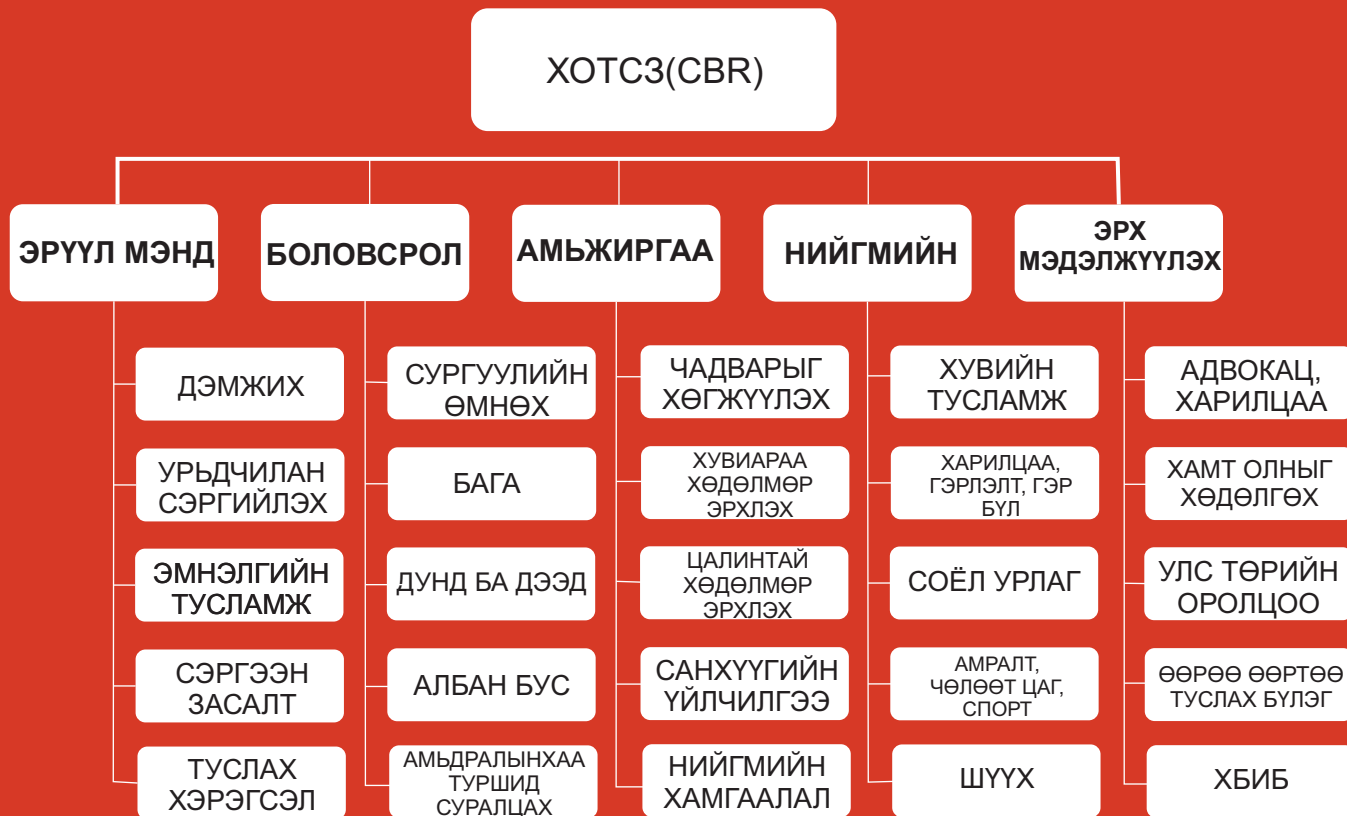 ХОТСЗ(CBR)
ЭРҮҮЛ МЭНД
БОЛОВСРОЛ
АМЬЖИРГАА
НИЙГМИЙН
ЭРХ
МЭДЭЛЖҮҮЛЭХ
ДЭМЖИХ
УРЬДЧИЛАН
СЭРГИЙЛЭХ
ЭМНЭЛГИЙН
ТУСЛАМЖ
СЭРГЭЭН
ЗАСАЛТ
ТУСЛАХ
ХЭРЭГСЭЛ
СУРГУУЛИЙН
ӨМНӨХ
БАГА
ДУНД БА ДЭЭД
АЛБАН БУС
АМЬДРАЛЫНХАА
ТУРШИД
СУРАЛЦАХ
ЧАДВАРЫГ
ХӨГЖҮҮЛЭХ
ХУВИАРАА
ХӨДӨЛМӨР
ЭРХЛЭХ
ЦАЛИНТАЙ
ХӨДӨЛМӨР
ЭРХЛЭХ
САНХҮҮГИЙН
ҮЙЛЧИЛГЭЭ
НИЙГМИЙН
ХАМГААЛАЛ
ХУВИЙН
ТУСЛАМЖ
ХАРИЛЦАА,
ГЭРЛЭЛТ, ГЭР
БҮЛ
СОЁЛ УРЛАГ
АМРАЛТ,
ЧӨЛӨӨТ ЦАГ,
СПОРТ
ШҮҮХ
АДВОКАЦ,
ХАРИЛЦАА
ХАМТ ОЛНЫГ
ХӨДӨЛГӨХ
УЛС ТӨРИЙН
ОРОЛЦОО
ӨӨРӨӨ ӨӨРТӨӨ
ТУСЛАХ БҮЛЭГ
ХБИБ